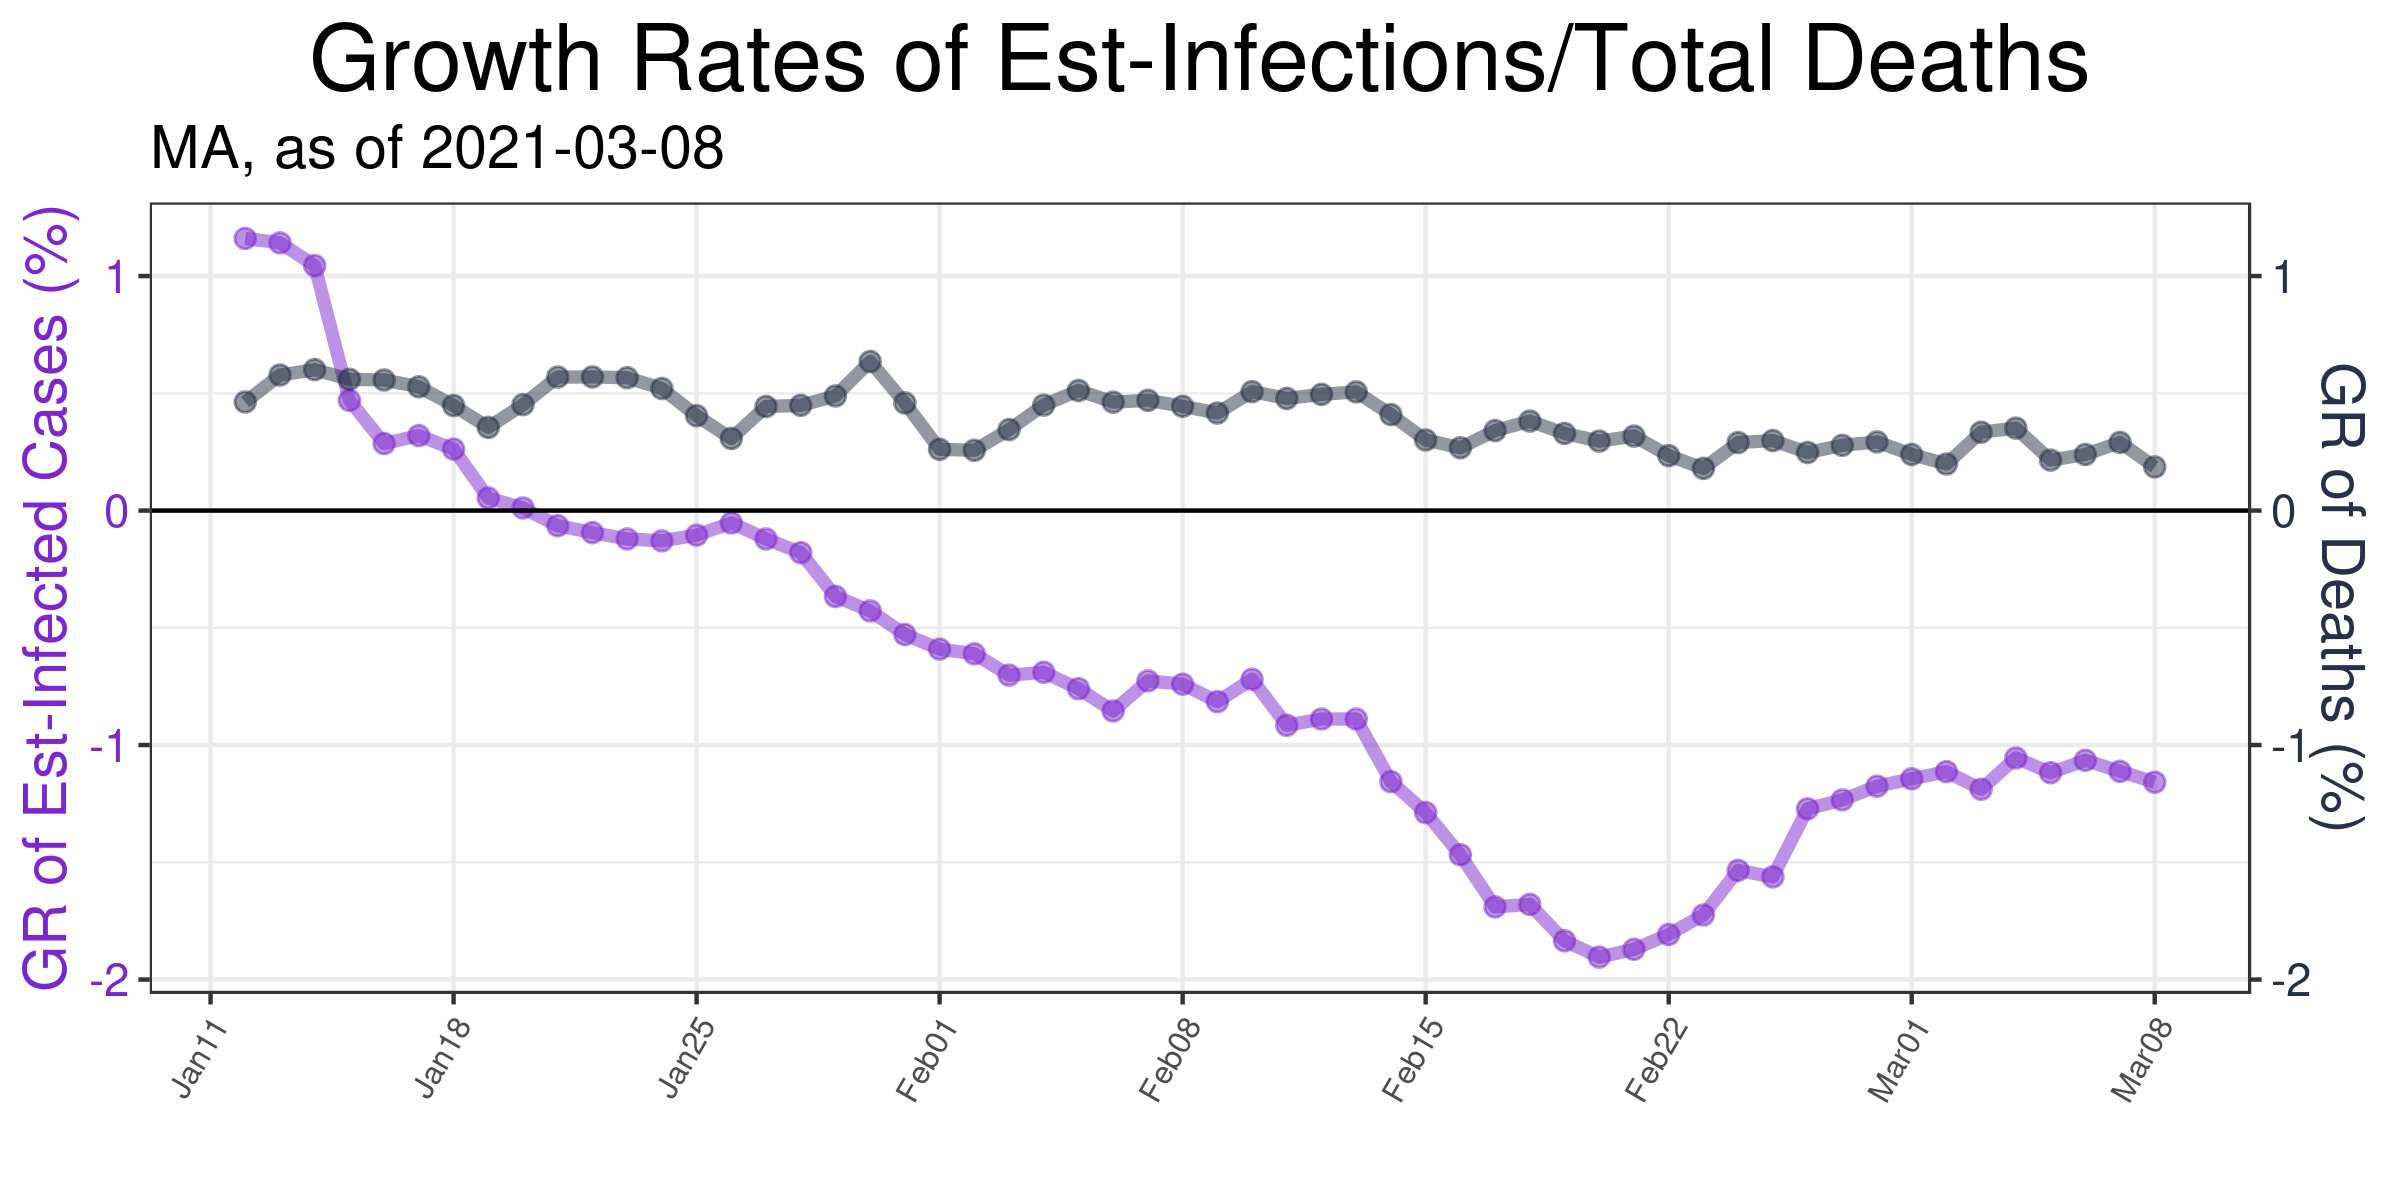 Growth Rates of Est-Infections/Total Deaths
MA, as of 2021-03-08
GR of Est-Infected Cases (%)
1
0
-1
-2
1
0
-1
-2
GR of Deaths (%)
Jan11
Jan18
Jan25
Feb01
Feb08
Feb15
Feb22
Mar01
Mar08